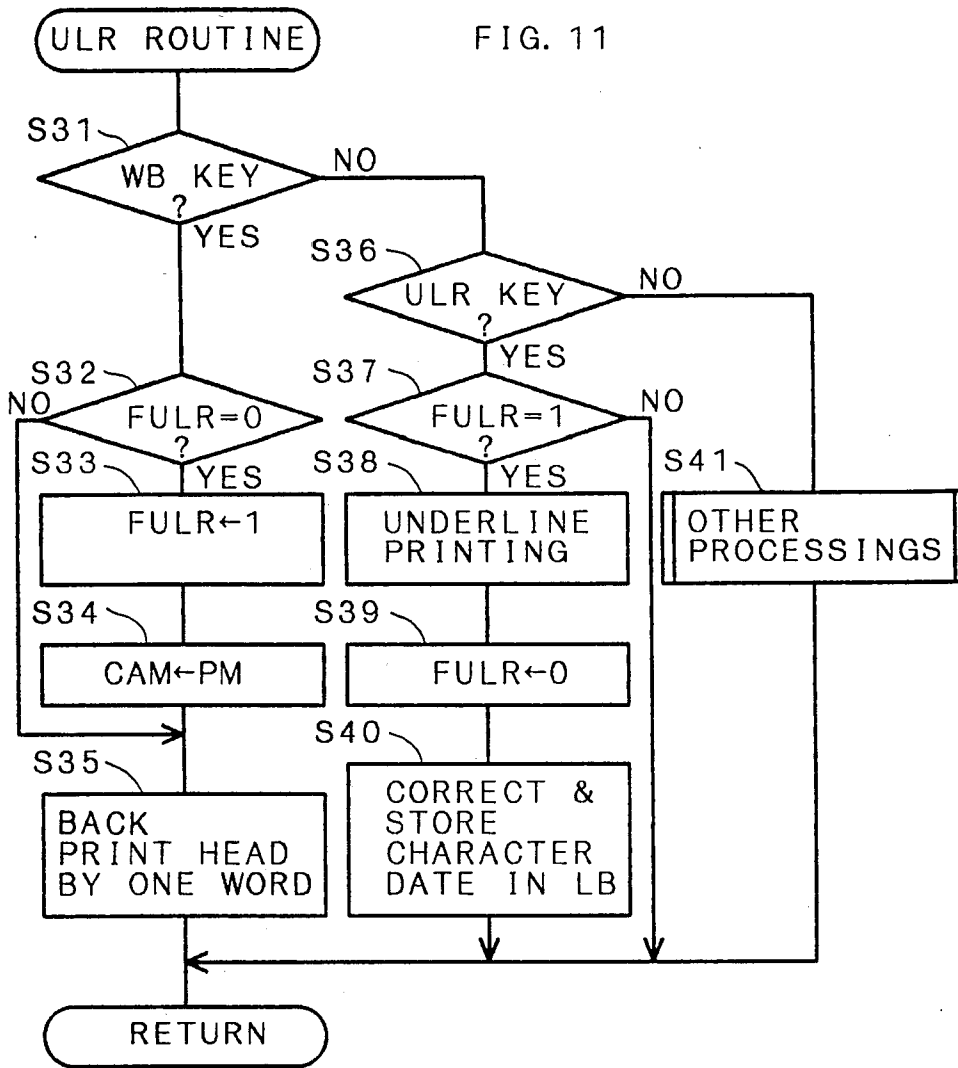 ULR ROUTINE
FIG. 11
S31
WB KEY
?
NO
YES
S36
ULR KEY
?
NO
YES
S32
NO
FULR=0
?
YES
S37
FULR=1
?
NO
YES
S33
FULR←1
S38
UNDERLINE
PRINTING
S41
OTHER
PROCESSINGS
S34
CAM←PM
S39
FULR←0
S35
BACK
PRINT HEAD
BY ONE WORD
S40
CORRECT &
STORE
CHARACTER
DATE IN LB
RETURN